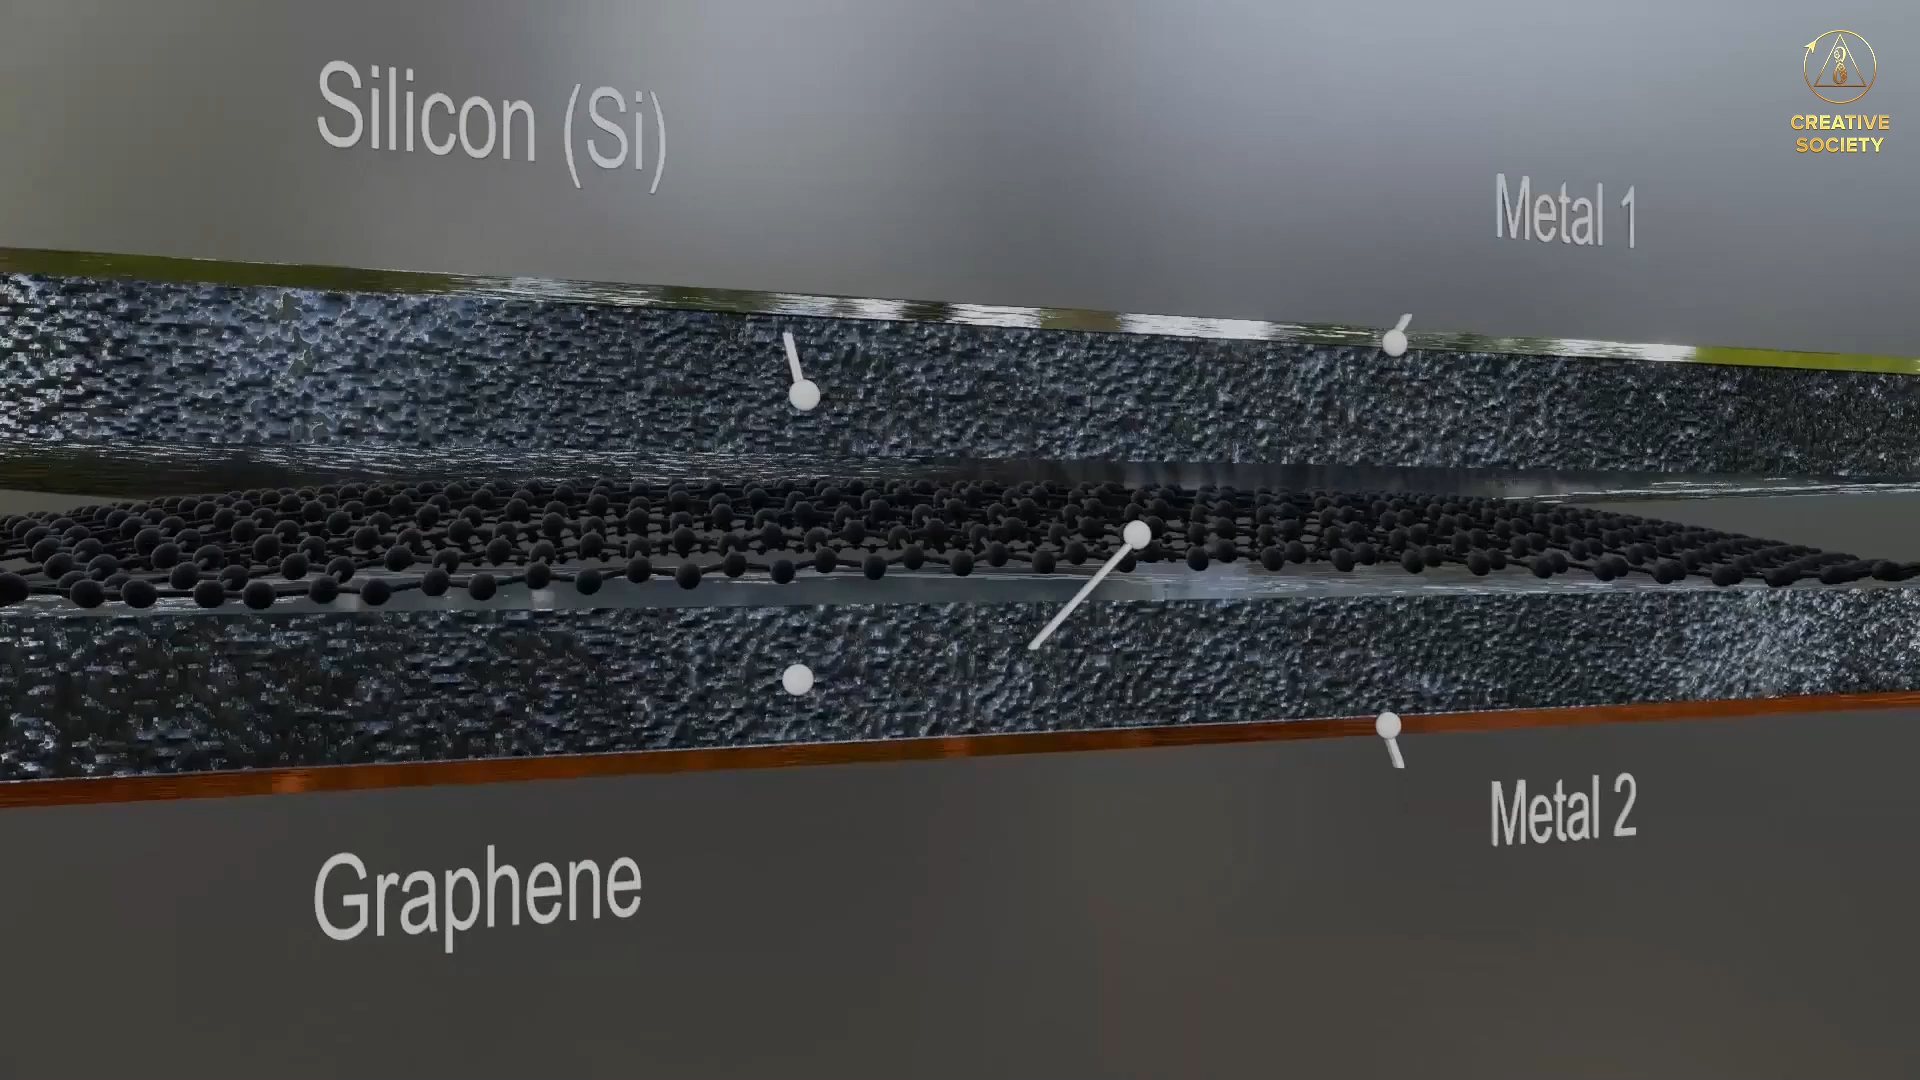 Silicon (Si)
CREATIVE
SOCIETY
Metal 1
Metal 2
Graphene